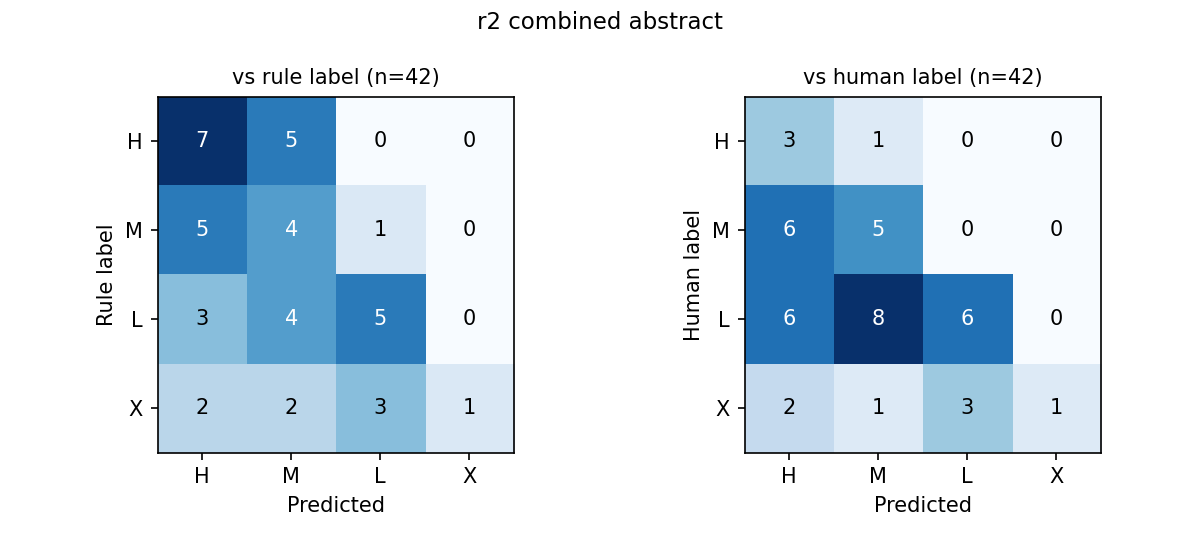 r2 combined abstract
vs rule label (n=42)
Rule label
H 7 5 0 0
M 5 4 1 0
L 3 4 5 0
X 2 2 3 1
H M L X
Predicted
vs human label (n=42)
Human label
H 3 1 0 0
M 6 5 0 0
L 6 8 6 0
X 2 1 3 1
H M L X
Predicted